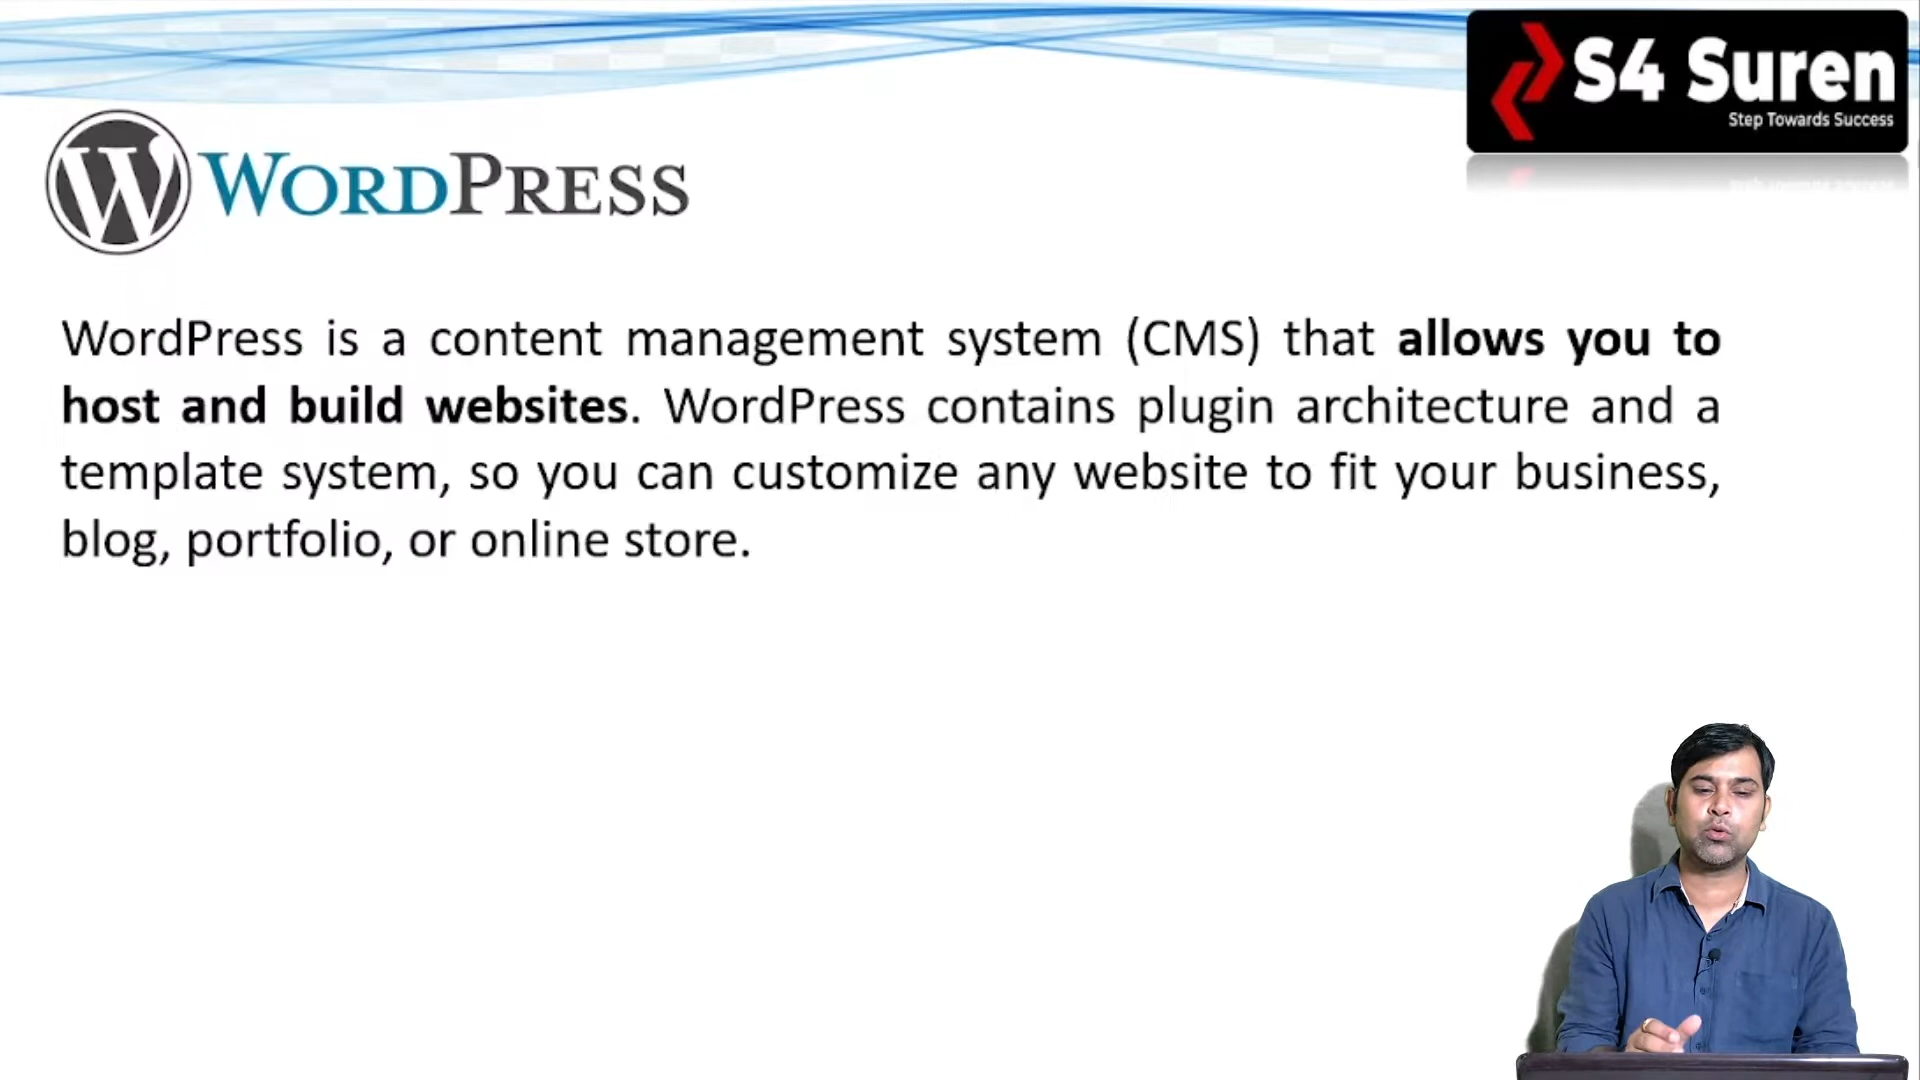 S4 Suren
Step Towards Success
W WORDPRESS
WordPress is a content management system (CMS) that allows you to
host and build websites. WordPress contains plugin architecture and a
template system, so you can customize any website to fit your business,
blog, portfolio, or online store.